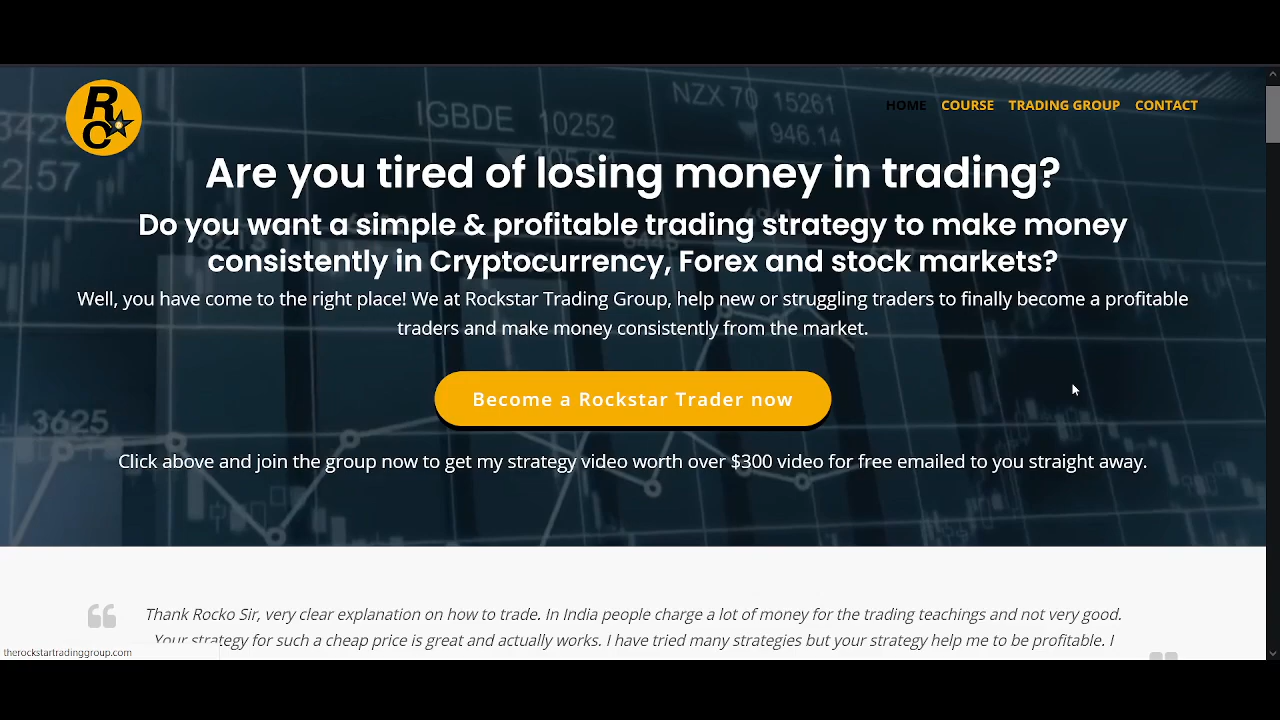 3422
2.57
IGBDE 10252
NZX 70 15261
946.14
R
C
HOME COURSE TRADING GROUP CONTACT
Are you tired of losing money in trading?
Do you want a simple & profitable trading strategy to make money
consistently in Cryptocurrency, Forex and stock markets?
Well, you have come to the right place! We at Rockstar Trading Group, help new or struggling traders to finally become a profitable
traders and make money consistently from the market.
3625
Become a Rockstar Trader now
Click above and join the group now to get my strategy video worth over $300 video for free emailed to you straight away.
Thank Rocko Sir, very clear explanation on how to trade. In India people charge a lot of money for the trading teachings and not very good.
Your strategy for such a cheap price is great and actually works. I have tried many strategies but your strategy help me to be profitable. I
therockstartradinggroup.com